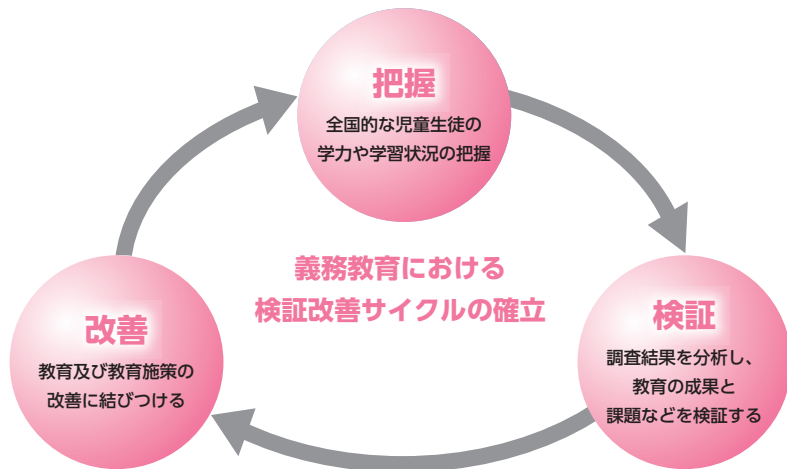 把握
全国的な児童生徒の
学力や学習状況の把握
義務教育における
検証改善サイクルの確立
検証
調査結果を分析し、
教育の成果と
課題などを検証する
改善
教育及び教育施策の
改善に結びつける